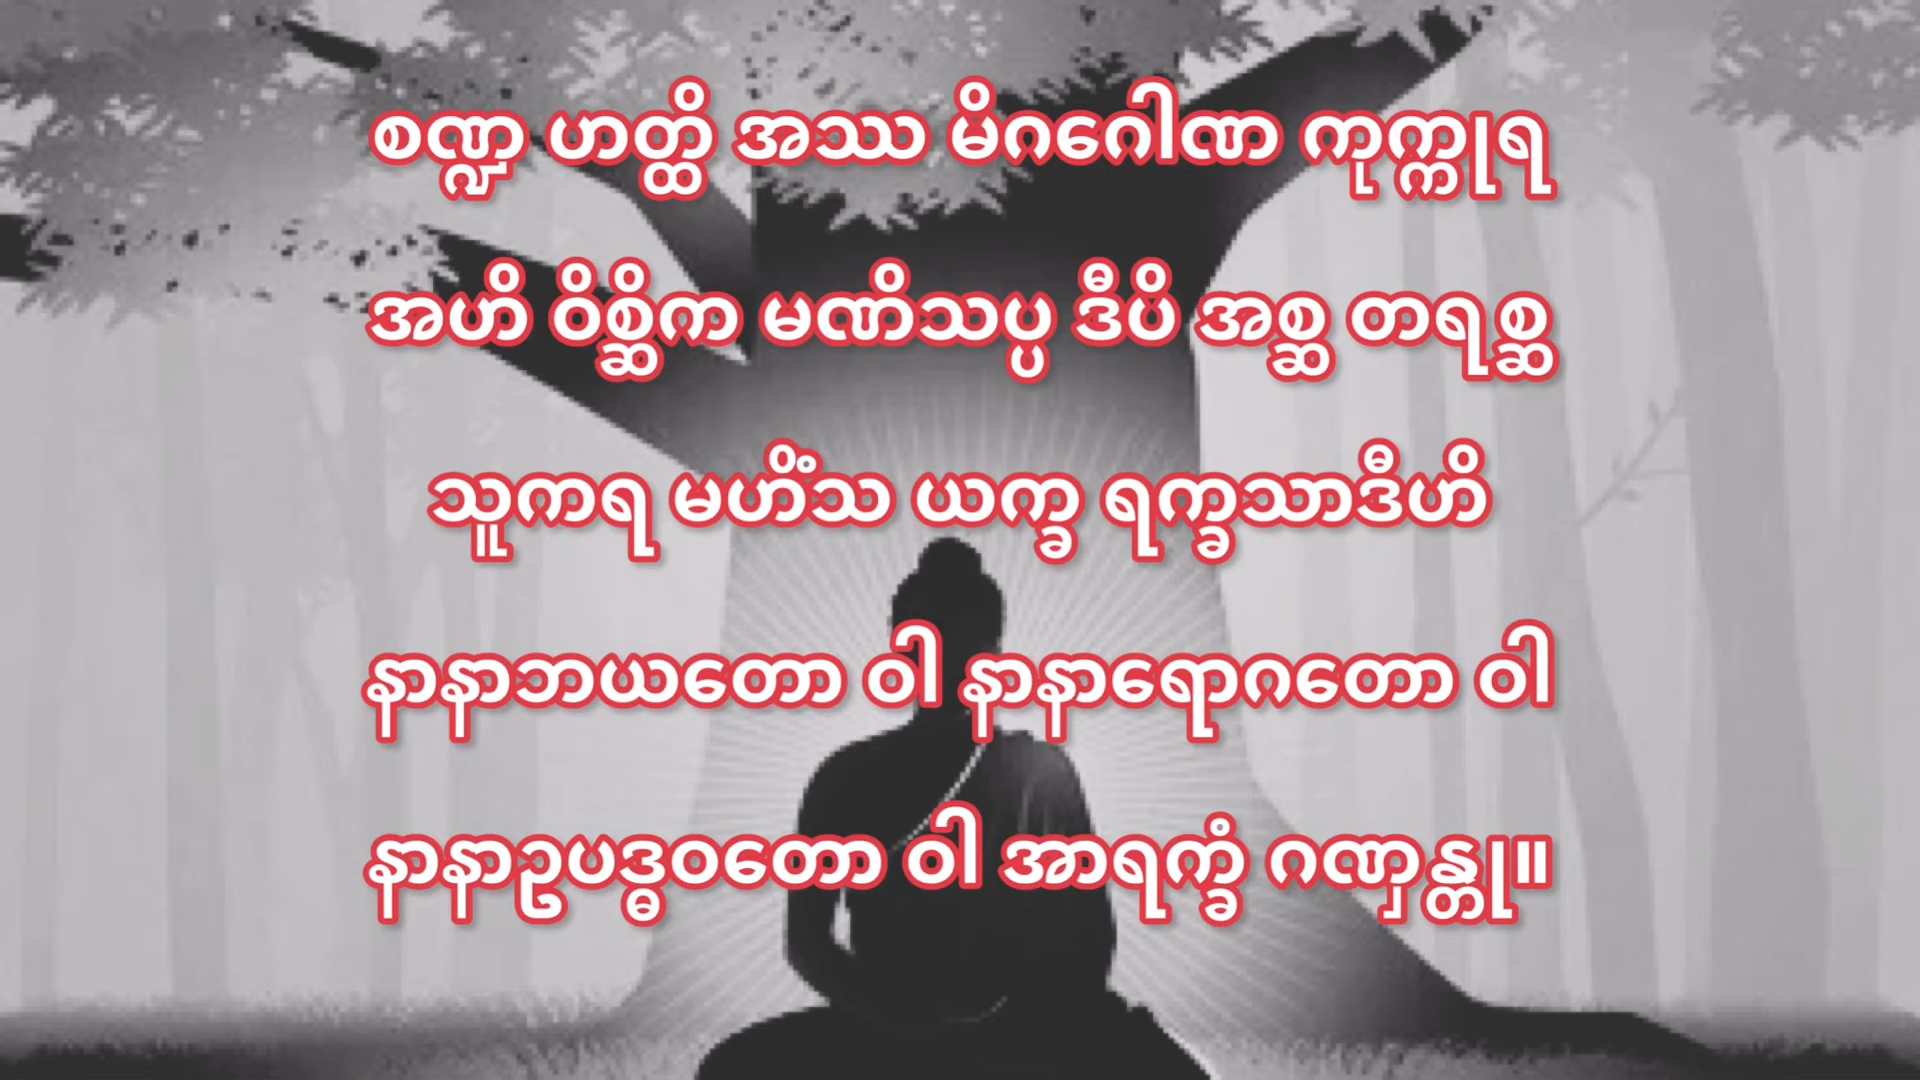 စဏ္ဍ ဟတ္ထိ အဿ မိဂဂေါဏ ကုက္ကုရ
အဟိ ဝိစ္ဆိက မဏိသပ္ပ ဒီပိ အစ္ဆ တရစ္ဆ
သူကရ မဟိံသ ယက္ခ ရက္ခသာဒီဟိ
နာနာဘယတော ဝါ နာနာရောဂတော ဝါ
နာနာဥပဒ္ဒဝတော ဝါ အာရက္ခံ ဂဏှန္တု။